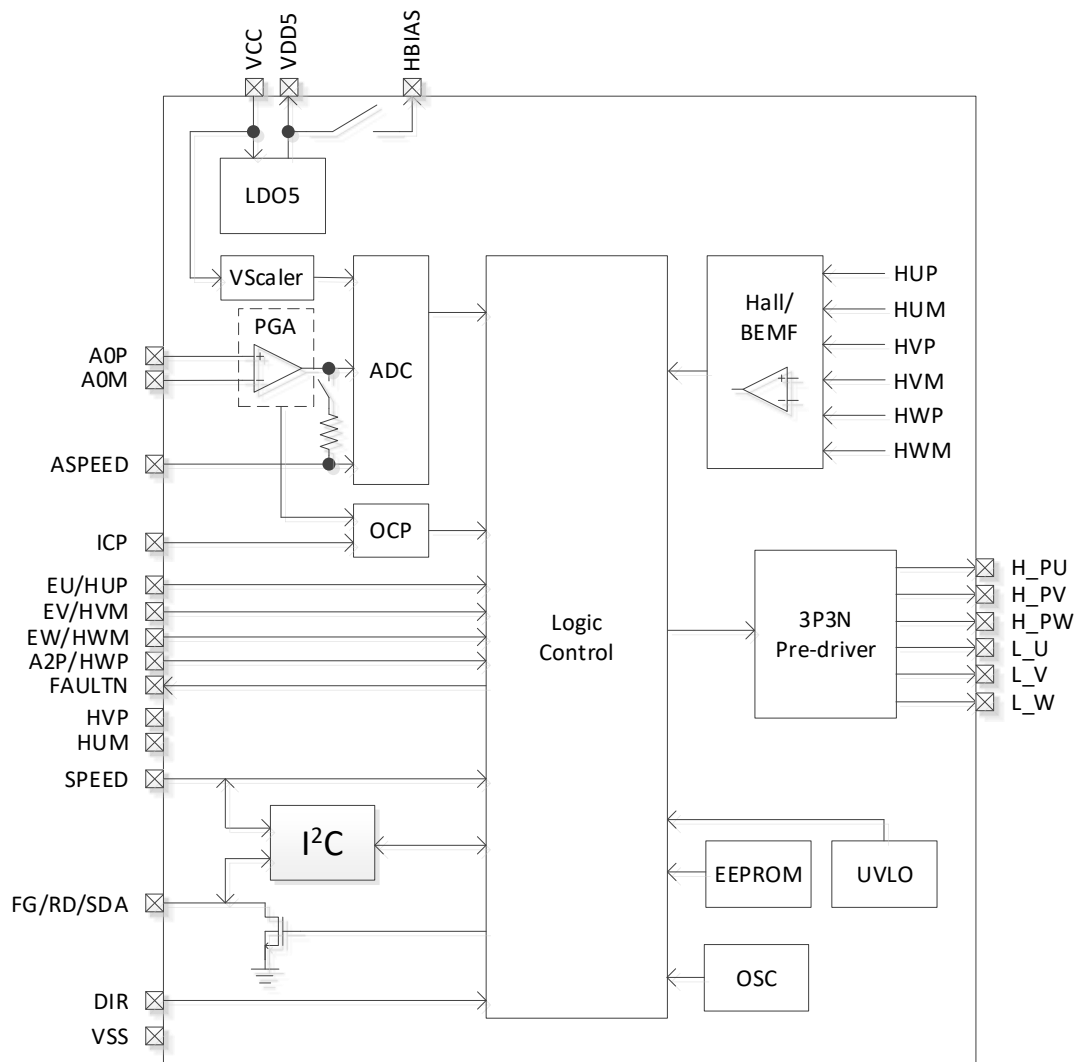 VCC
VDD5
HBIAS
LDO5
VScaler
PGA
ADC
A0P
A0M
ASPEED
OCP
ICP
EU/HUP
EV/HVM
EW/HWM
A2P/HWP
FAULTN
HVP
HUM
SPEED
I²C
FG/RD/SDA
DIR
VSS
Logic
Control
Hall/
BEMF
HUP
HUM
HVP
HVM
HWP
HWM
3P3N
Pre-driver
H_PU
H_PV
H_PW
L_U
L_V
L_W
EEPROM
UVLO
OSC